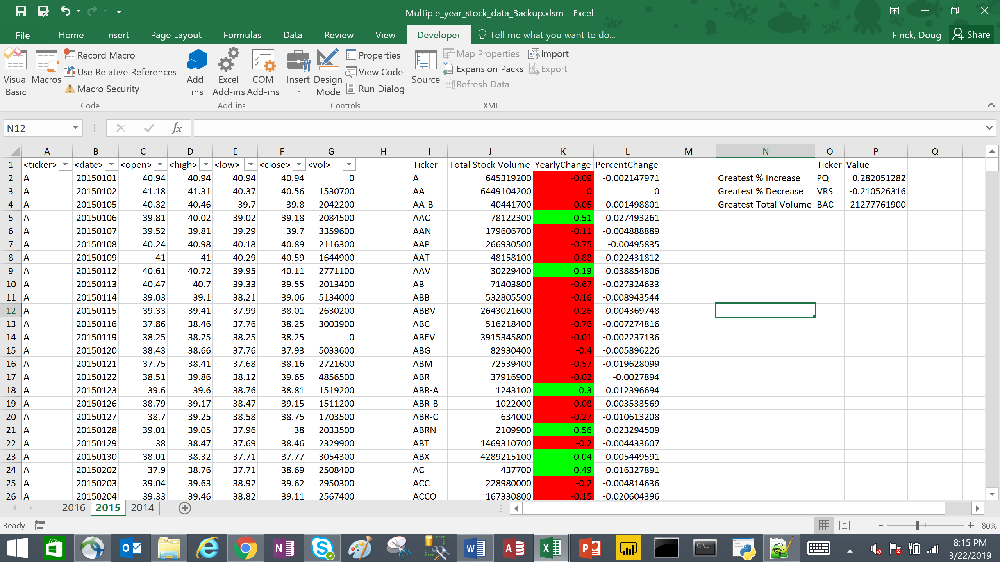 Multiple_year_stock_data_Backup.xlsm - Excel
File Home Insert Page Layout Formulas Data Review View Developer Tell me what you want to do... Finck, Doug Share
Visual Basic
Macros
Record Macro
Use Relative References
Macro Security
Code
Add-ins
Excel Add-ins
COM Add-ins
Add-ins
Insert
Design Mode
Properties
View Code
Run Dialog
Controls
Source
Map Properties
Expansion Packs
Refresh Data
Import
Export
XML
N12 fx
A B C D E F G H I J K L M N O P Q
1 <ticker> <date> <open> <high> <low> <close> <vol> Ticker Total Stock Volume YearlyChange PercentChange Ticker Value
2 A 20150101 40.94 40.94 40.94 40.94 0 A 645319200 -0.09 -0.002147971 Greatest % Increase PQ 0.282051282
3 A 20150102 41.18 41.31 40.37 40.56 1530700 AA 6449104200 0 0 Greatest % Decrease VRS -0.210526316
4 A 20150105 40.32 40.46 39.7 39.8 2042200 AA-B 40441700 -0.05 -0.001498801 Greatest Total Volume BAC 21277761900
5 A 20150106 39.81 40.02 39.02 39.18 2084500 AAC 78122300 0.51 0.027493261
6 A 20150107 39.52 39.81 39.29 39.7 3359600 AAN 179606700 -0.11 -0.004888889
7 A 20150108 40.24 40.98 40.18 40.89 2116300 AAP 266930500 -0.75 -0.00495835
8 A 20150109 41 41 40.29 40.59 1644900 AAT 48158100 -0.88 -0.022431812
9 A 20150112 40.61 40.72 39.95 40.11 2771100 AAV 30229400 0.19 0.038854806
10 A 20150113 40.47 40.7 39.33 39.55 2013400 AB 71403800 -0.67 -0.027324633
11 A 20150114 39.03 39.1 38.21 39.06 5134000 ABB 532805500 -0.16 -0.008943544
12 A 20150115 39.33 39.41 37.99 38.01 2630200 ABBV 2643021600 -0.26 -0.004369748
13 A 20150116 37.86 38.46 37.76 38.25 3003900 ABC 516218400 -0.76 -0.007274816
14 A 20150119 38.25 38.25 38.25 38.25 0 ABEV 3915345800 -0.01 -0.002237136
15 A 20150120 38.43 38.66 37.76 37.93 5033600 ABG 82930400 -0.4 -0.005896226
16 A 20150121 37.75 38.41 37.68 38.16 2721600 ABM 72539400 -0.57 -0.019628099
17 A 20150122 38.51 39.86 38.12 39.65 4856500 ABR 37916900 -0.02 -0.0027894
18 A 20150123 39.6 39.6 38.76 38.81 1519200 ABR-A 1243100 0.3 0.012396694
19 A 20150126 38.79 39.17 38.47 39.15 1511200 ABR-B 1022000 -0.08 -0.003533569
20 A 20150127 38.7 39.25 38.58 38.75 1703500 ABR-C 634000 -0.27 -0.010613208
21 A 20150128 39.01 39.05 37.96 38 2033500 ABRN 2109900 0.56 0.023294509
22 A 20150129 38 38.47 37.69 38.46 2329900 ABT 1469310700 -0.2 -0.004433607
23 A 20150130 38.01 38.32 37.71 37.77 3054300 ABX 4289215100 0.04 0.005449591
24 A 20150202 37.9 38.76 37.71 38.69 2508400 AC 437700 0.49 0.016327891
25 A 20150203 39.04 39.63 38.92 39.62 2950300 ACC 228980000 -0.2 -0.004814636
26 A 20150204 39.33 39.46 38.82 39.11 2567400 ACCO 167330800 -0.15 -0.020604396
2016 2015 2014
Ready 80%
8:15 PM
3/22/2019